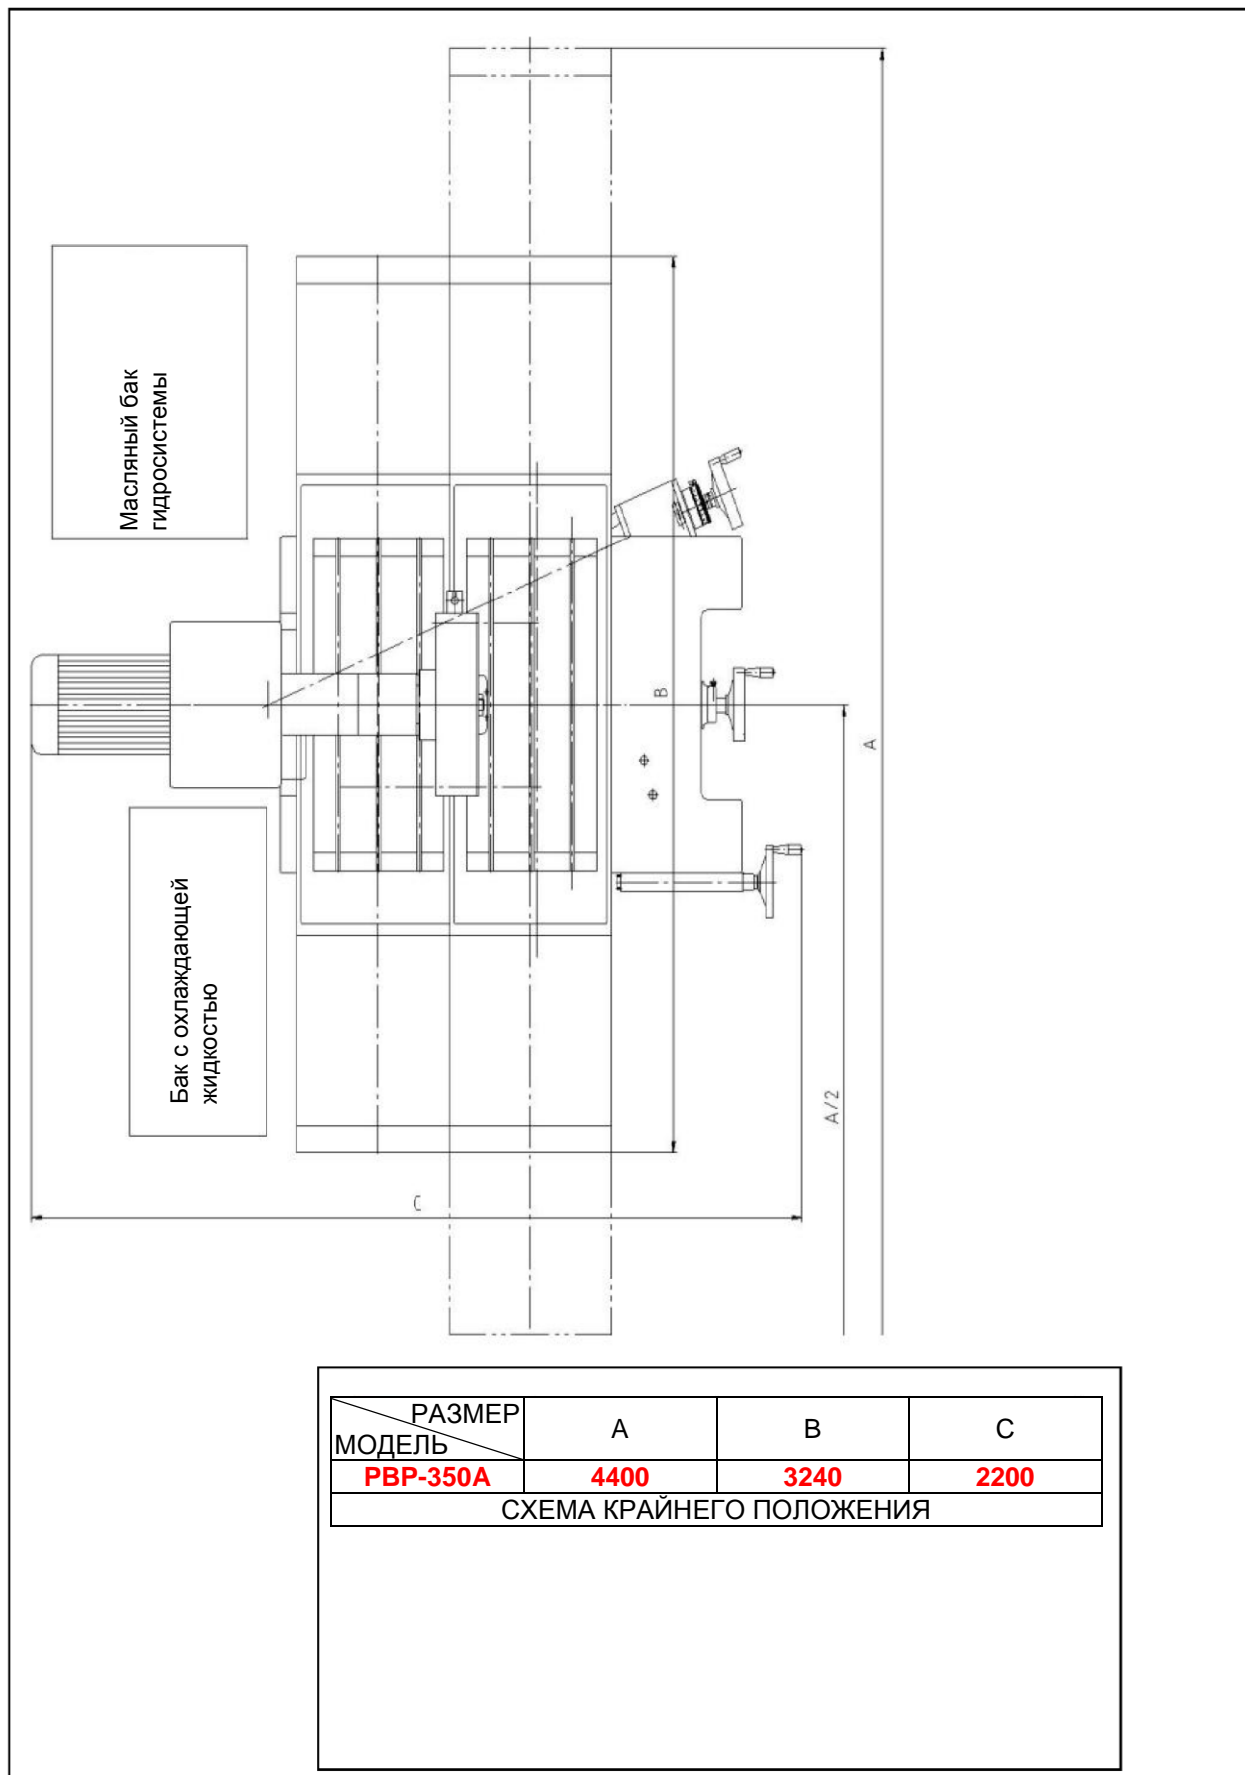 Масляный бак
гидросистемы
B
A
Бак с охлаждающей
жидкостью
A/2
C
РАЗМЕР
МОДЕЛЬ
A
B
C
PBP-350A
4400
3240
2200
СХЕМА КРАЙНЕГО ПОЛОЖЕНИЯ